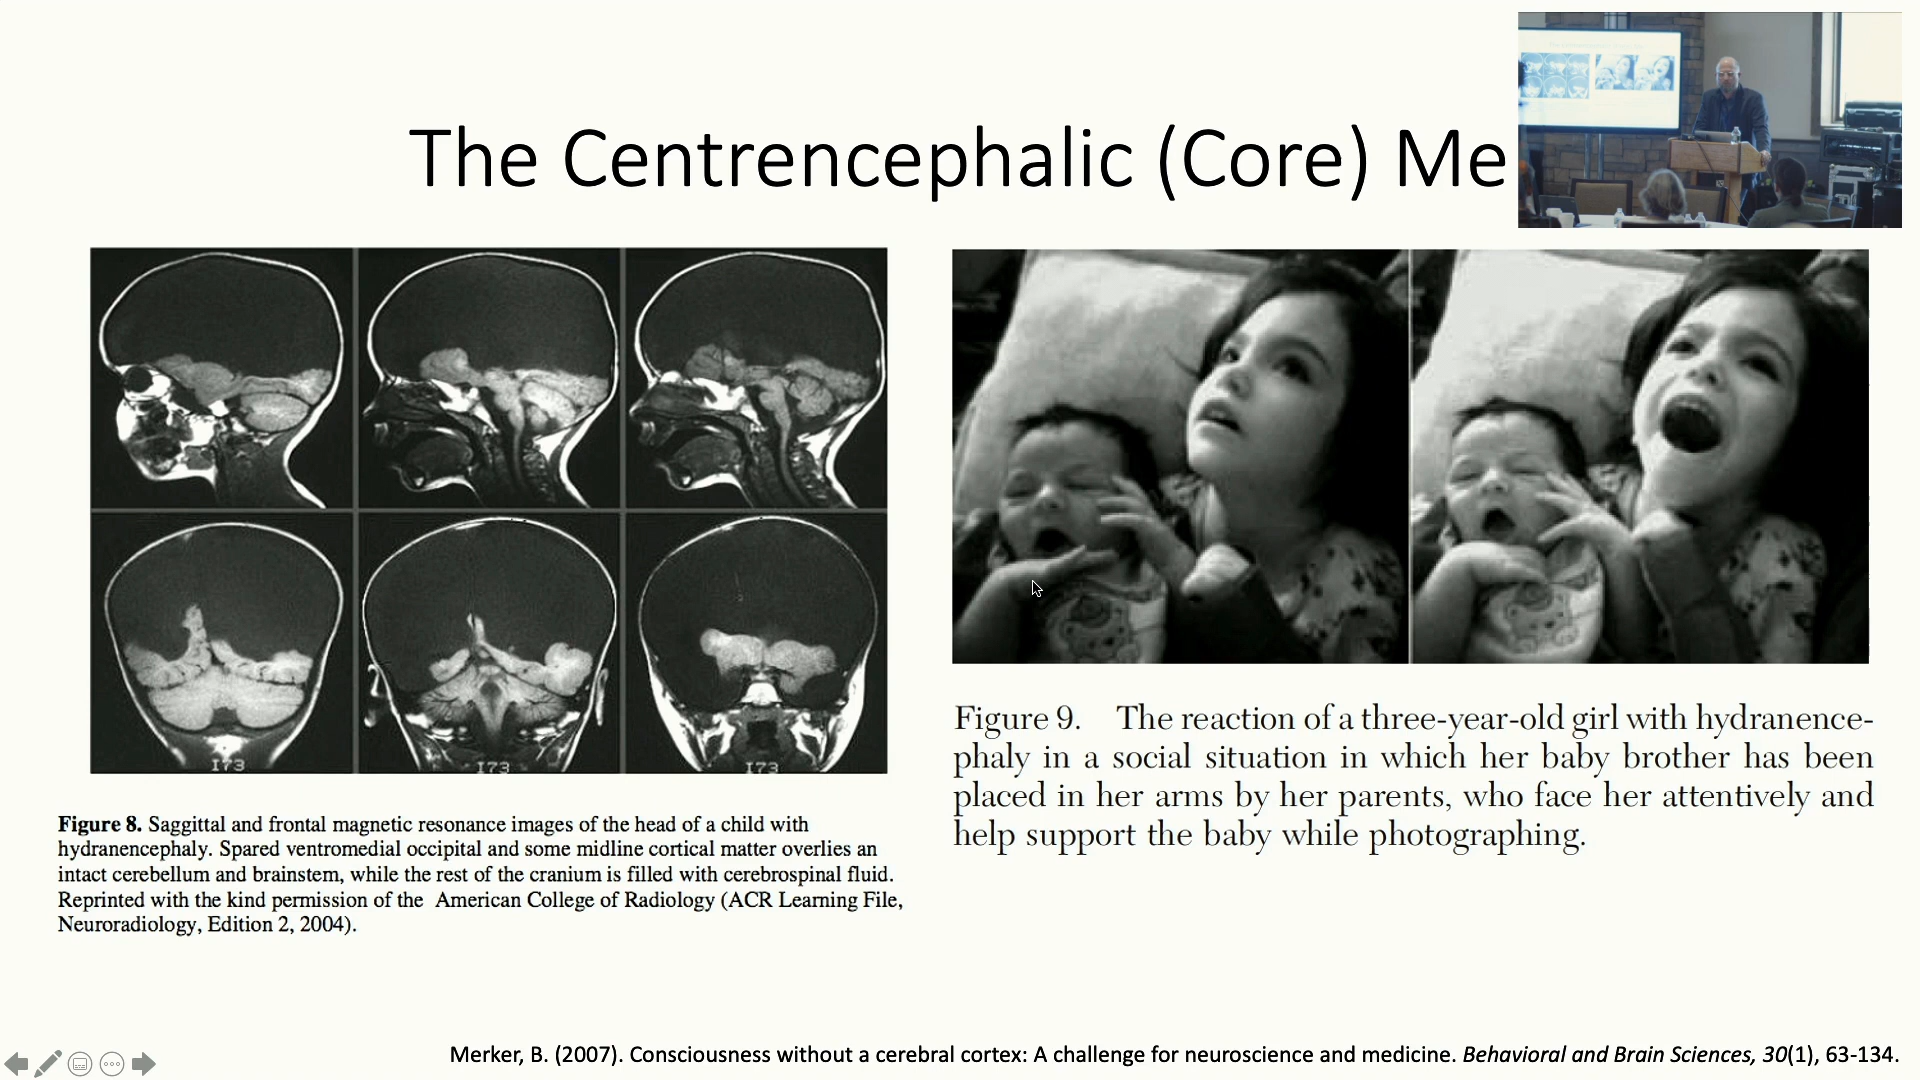 The Centrencephalic (Core) Me
I73
I73
I73
Figure 8. Saggittal and frontal magnetic resonance images of the head of a child with
hydranencephaly. Spared ventromedial occipital and some midline cortical matter overlies an
intact cerebellum and brainstem, while the rest of the cranium is filled with cerebrospinal fluid.
Reprinted with the kind permission of the American College of Radiology (ACR Learning File,
Neuroradiology, Edition 2, 2004).
Figure 9. The reaction of a three-year-old girl with hydranence-
phaly in a social situation in which her baby brother has been
placed in her arms by her parents, who face her attentively and
help support the baby while photographing.
Merker, B. (2007). Consciousness without a cerebral cortex: A challenge for neuroscience and medicine. Behavioral and Brain Sciences, 30(1), 63-134.